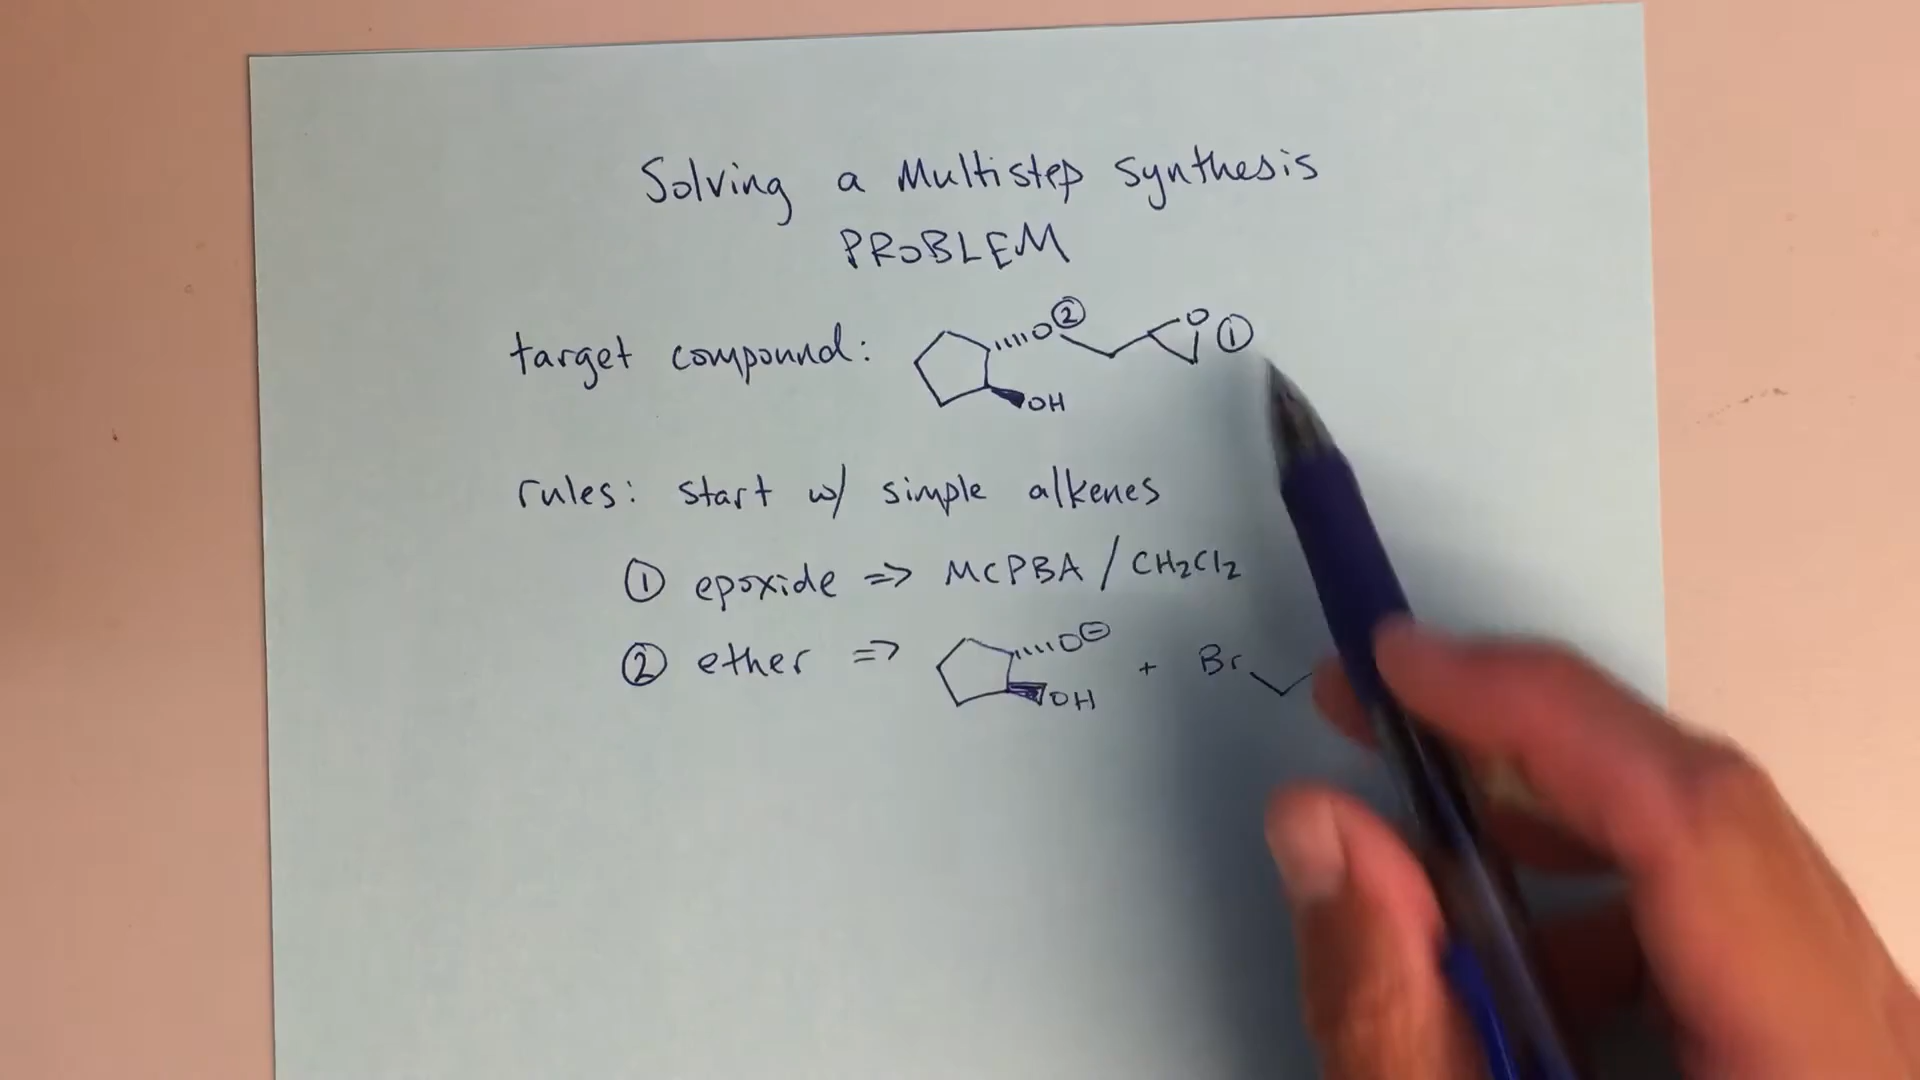 Solving a Multistep Synthesis
PROBLEM
target compound: O ② O ①
OH
rules: start w/ simple alkenes
① epoxide => MCPBA / CH2Cl2
② ether => O⊖ + Br
OH